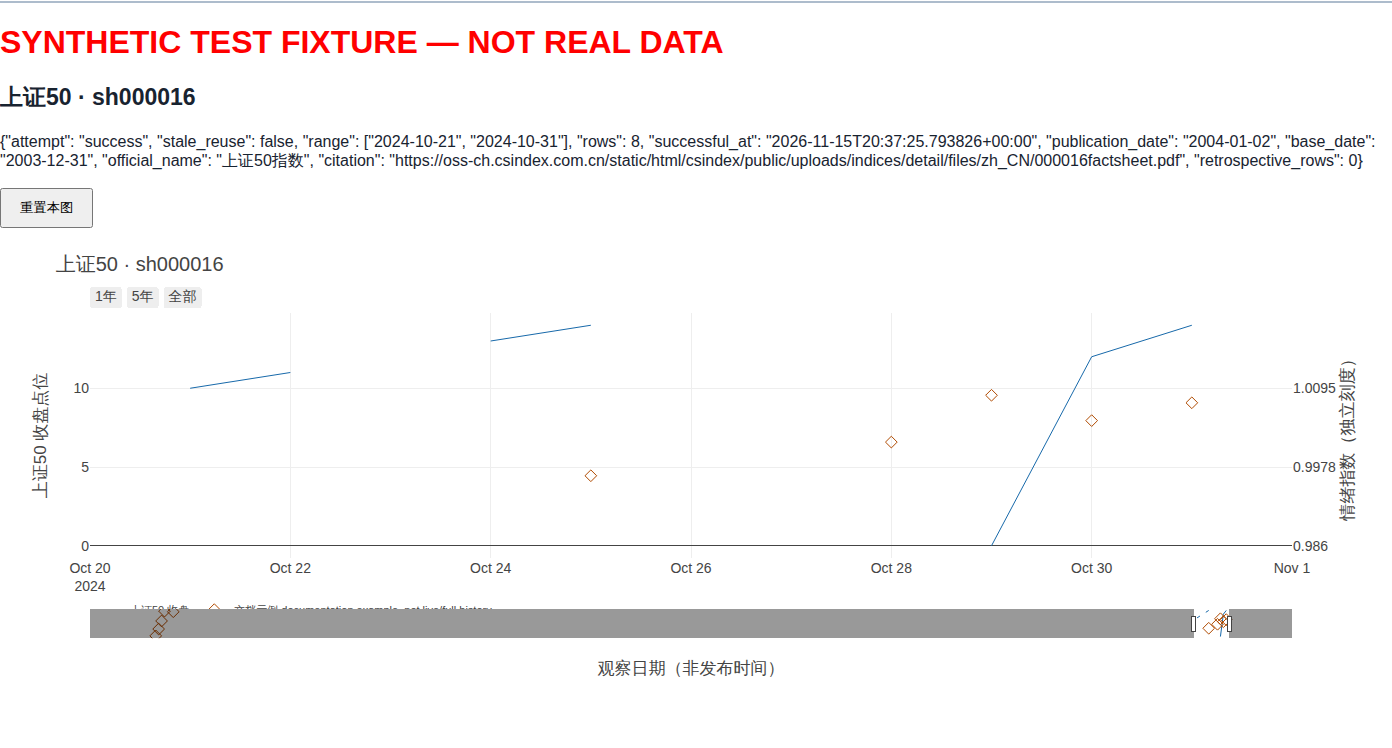 SYNTHETIC TEST FIXTURE — NOT REAL DATA
上证50 · sh000016
{"attempt": "success", "stale_reuse": false, "range": ["2024-10-21", "2024-10-31"], "rows": 8, "successful_at": "2026-11-15T20:37:25.793826+00:00", "publication_date": "2004-01-02", "base_date":
"2003-12-31", "official_name": "上证50指数", "citation": "https://oss-ch.csindex.com.cn/static/html/csindex/public/uploads/indices/detail/files/zh_CN/000016factsheet.pdf", "retrospective_rows": 0}
重置本图
上证50 · sh000016
1年 5年 全部
上证50 收盘点位
10
5
0
1.0095
0.9978
0.986
情绪指数（独立刻度）
Oct 20 Oct 22 Oct 24 Oct 26 Oct 28 Oct 30 Nov 1
2024
上证50 收盘
观察日期（非发布时间）